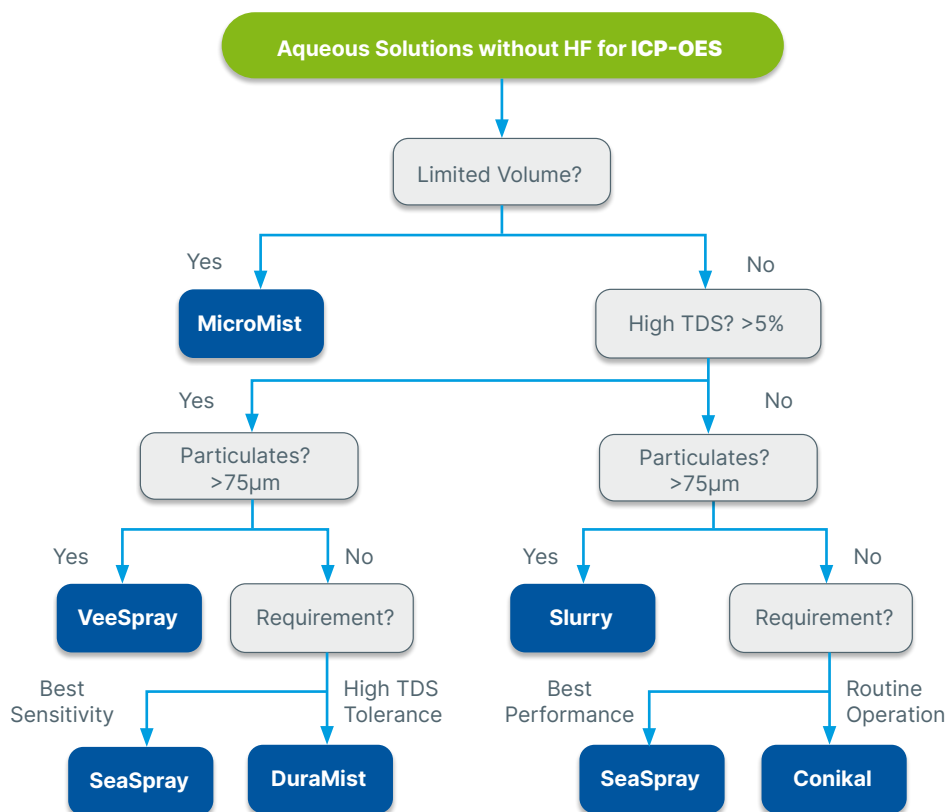 Aqueous Solutions without HF for ICP-OES
Limited Volume?
Yes
No
MicroMist
High TDS? >5%
Yes
No
Particulates?
>75µm
Particulates?
>75µm
Yes
No
Yes
No
VeeSpray
Requirement?
Slurry
Requirement?
Best
Sensitivity
High TDS
Tolerance
Best
Performance
Routine
Operation
SeaSpray
DuraMist
SeaSpray
Conikal